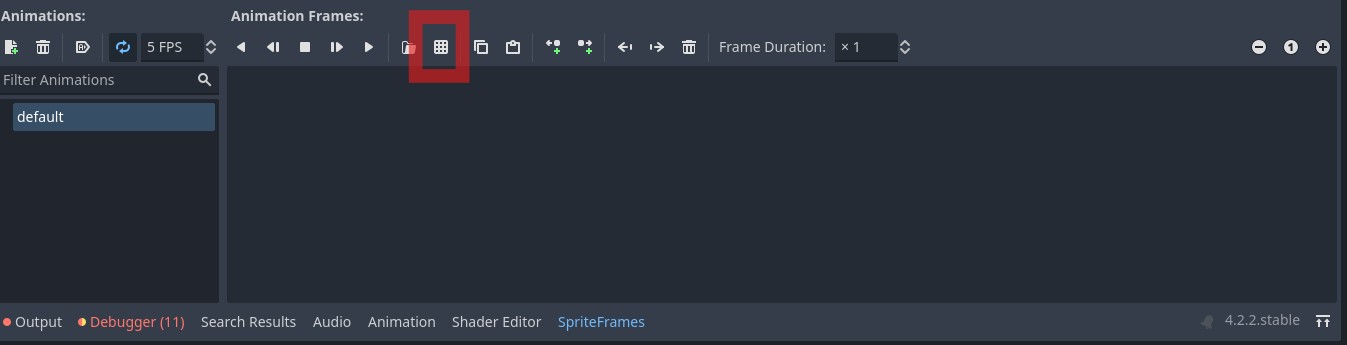 Animations:
Animation Frames:
5 FPS
Frame Duration:
× 1
1
Filter Animations
default
Output
Debugger (11)
Search Results
Audio
Animation
Shader Editor
SpriteFrames
4.2.2.stable